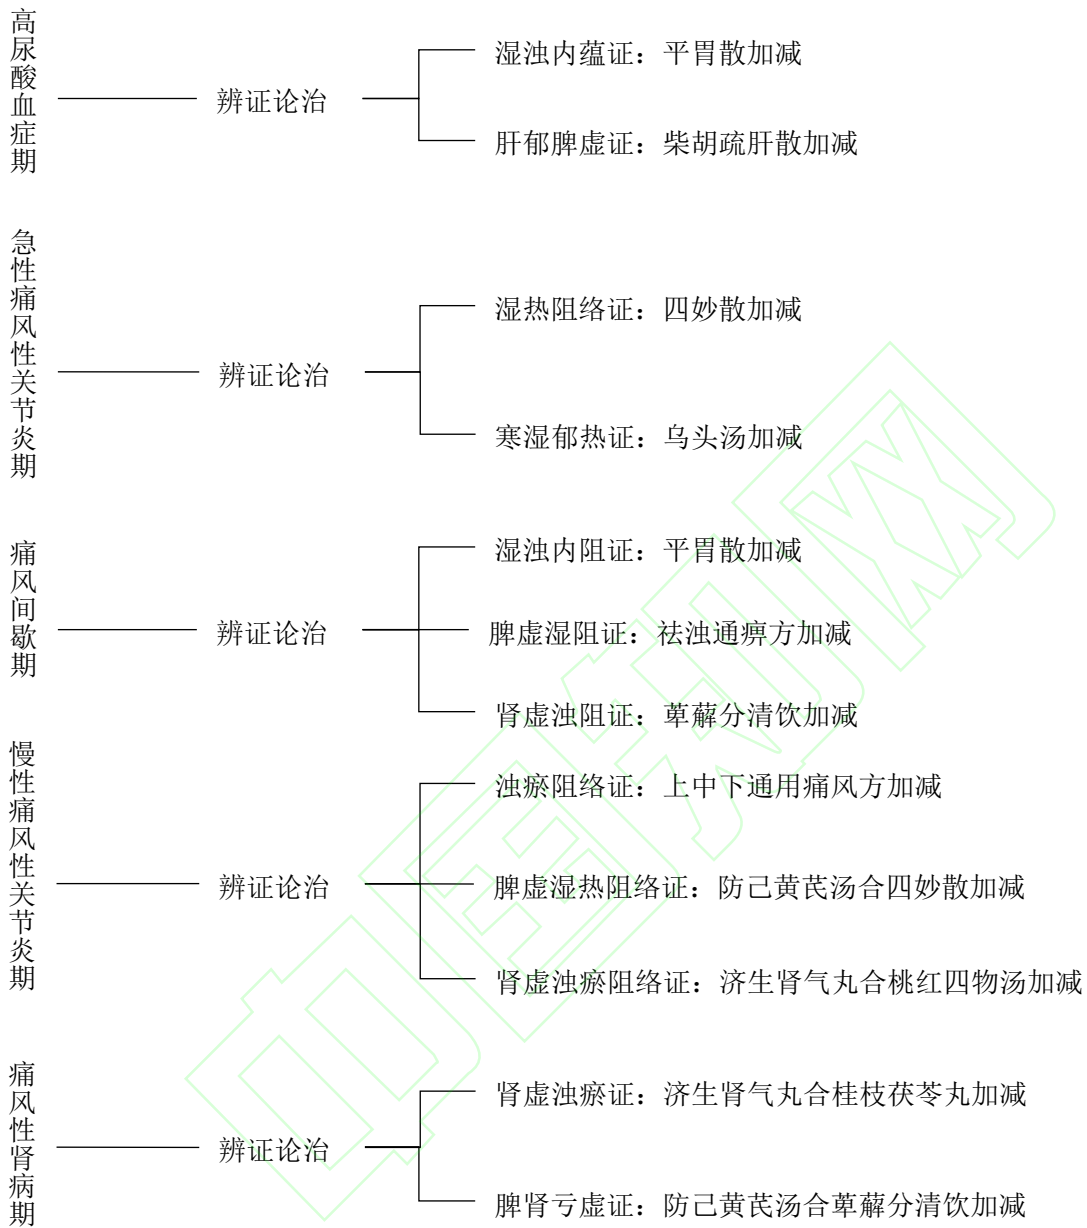 高尿酸血症期
辨证论治
湿浊内蕴证：平胃散加减
肝郁脾虚证：柴胡疏肝散加减
急性痛风性关节炎期
辨证论治
湿热阻络证：四妙散加减
寒湿郁热证：乌头汤加减
痛风间歇期
辨证论治
湿浊内阻证：平胃散加减
脾虚湿阻证：祛浊通痹方加减
肾虚浊阻证：萆薢分清饮加减
慢性痛风性关节炎期
辨证论治
浊瘀阻络证：上中下通用痛风方加减
脾虚湿热阻络证：防己黄芪汤合四妙散加减
肾虚浊瘀阻络证：济生肾气丸合桃红四物汤加减
痛风性肾病期
辨证论治
肾虚浊瘀证：济生肾气丸合桂枝茯苓丸加减
脾肾亏虚证：防己黄芪汤合萆薢分清饮加减
中国知网